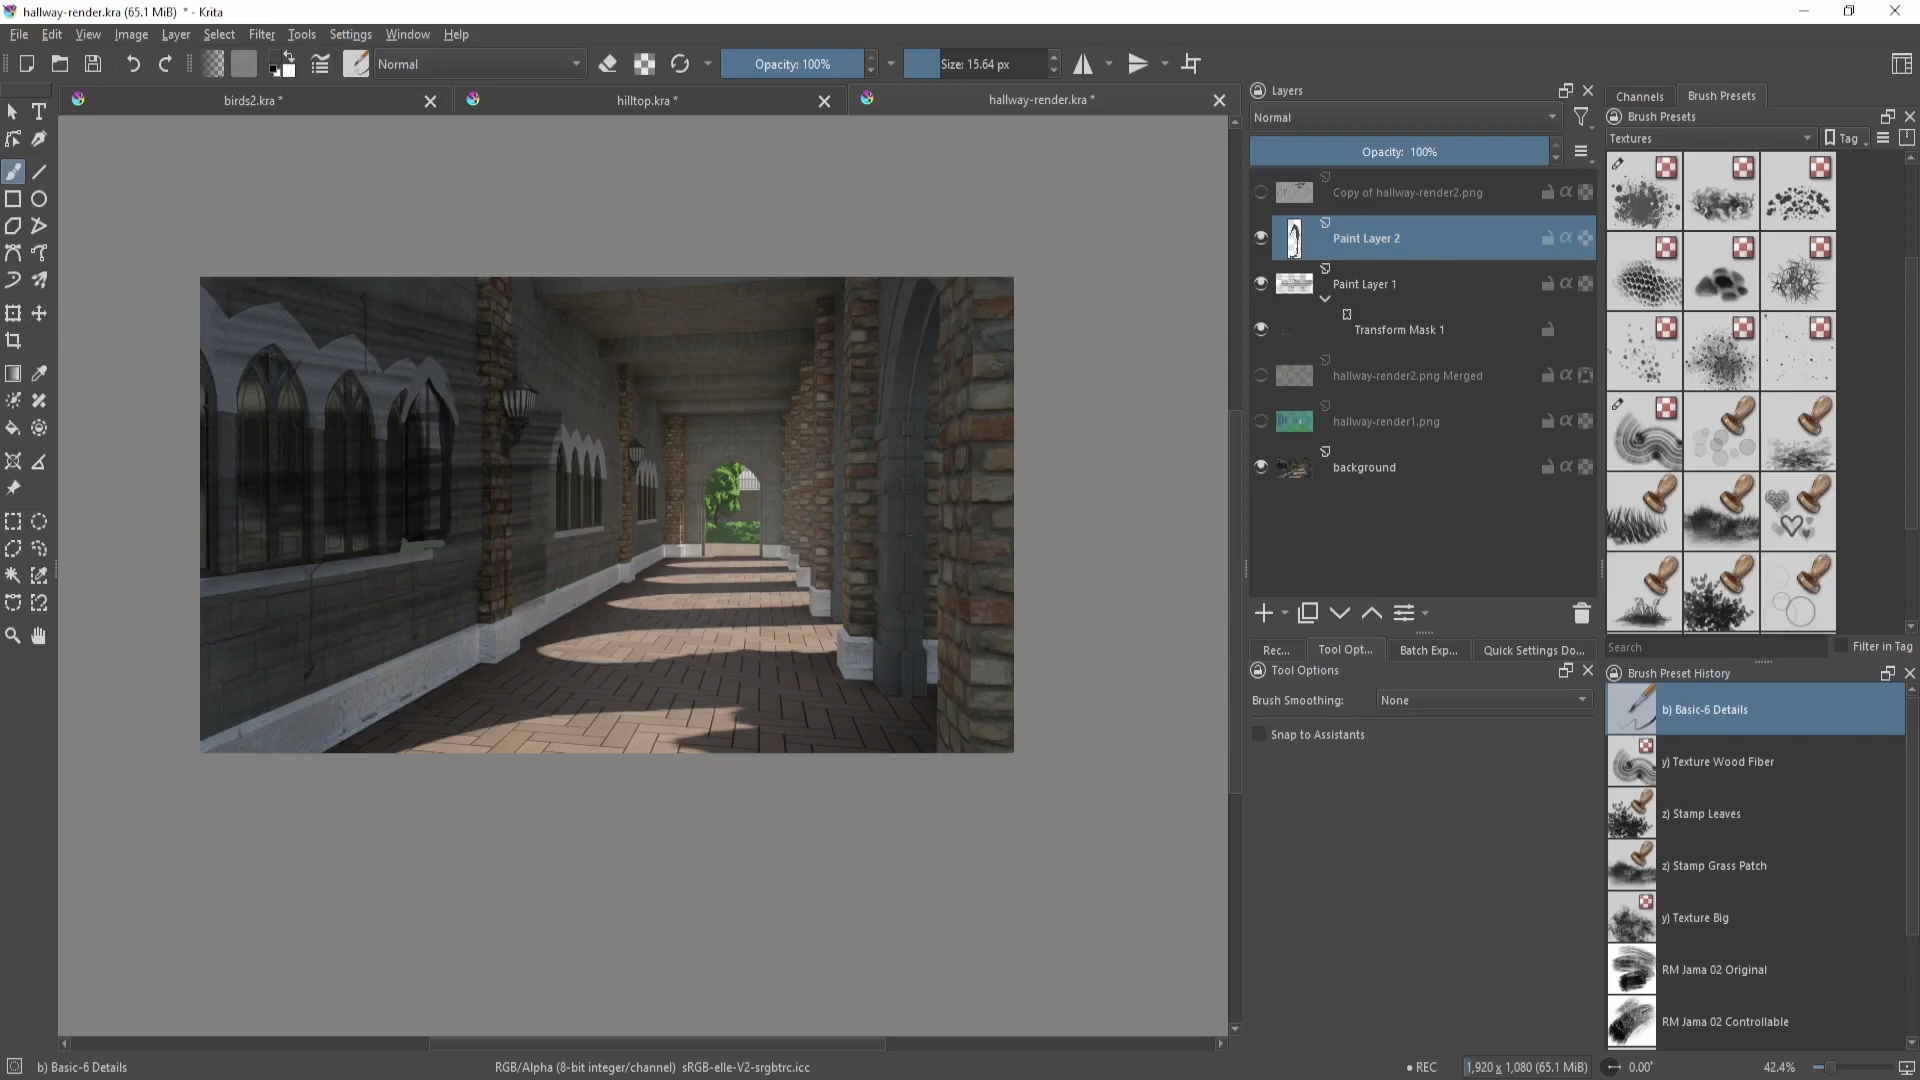 hallway-render.kra (65.1 MiB) * - Krita
File Edit View Image Layer Select Filter Tools Settings Window Help
Normal
Opacity: 100%
Size: 15.64 px
birds2.kra *
hilltop.kra *
hallway-render.kra *
Layers
Normal
Opacity: 100%
Copy of hallway-render2.png
Paint Layer 2
Paint Layer 1
Transform Mask 1
hallway-render2.png Merged
hallway-render1.png
background
Rec... Tool Opt... Batch Exp... Quick Settings Do...
Tool Options
Brush Smoothing: None
Snap to Assistants
Channels Brush Presets
Brush Presets
Textures Tag
Search Filter in Tag
Brush Preset History
b) Basic-6 Details
y) Texture Wood Fiber
z) Stamp Leaves
z) Stamp Grass Patch
y) Texture Big
RM Jama 02 Original
RM Jama 02 Controllable
b) Basic-6 Details
RGB/Alpha (8-bit integer/channel) sRGB-elle-V2-srgbtrc.icc
• REC
1,920 x 1,080 (65.1 MiB)
0.00°
42.4%